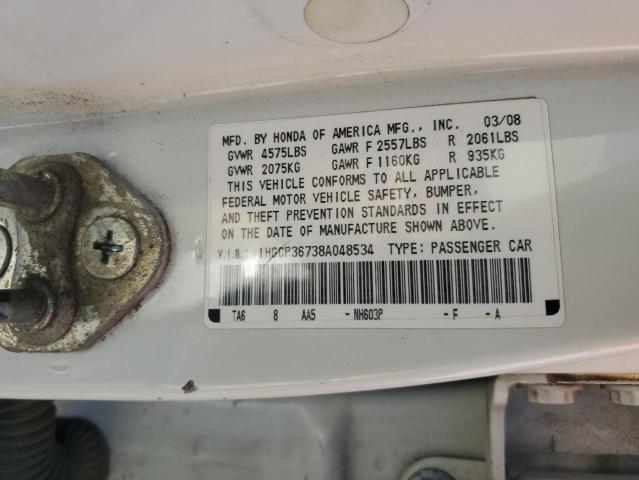 MFD. BY HONDA OF AMERICA MFG., INC. 03/08
GVWR 4575LBS GAWR F 2557LBS R 2061LBS
GVWR 2075KG GAWR F 1160KG R 935KG
THIS VEHICLE CONFORMS TO ALL APPLICABLE
FEDERAL MOTOR VEHICLE SAFETY, BUMPER,
AND THEFT PREVENTION STANDARDS IN EFFECT
ON THE DATE OF MANUFACTURE SHOWN ABOVE.
V.I.N.: 1HGCP36738A048534 TYPE: PASSENGER CAR
TA6 8 AA5 - NH603P - F - A